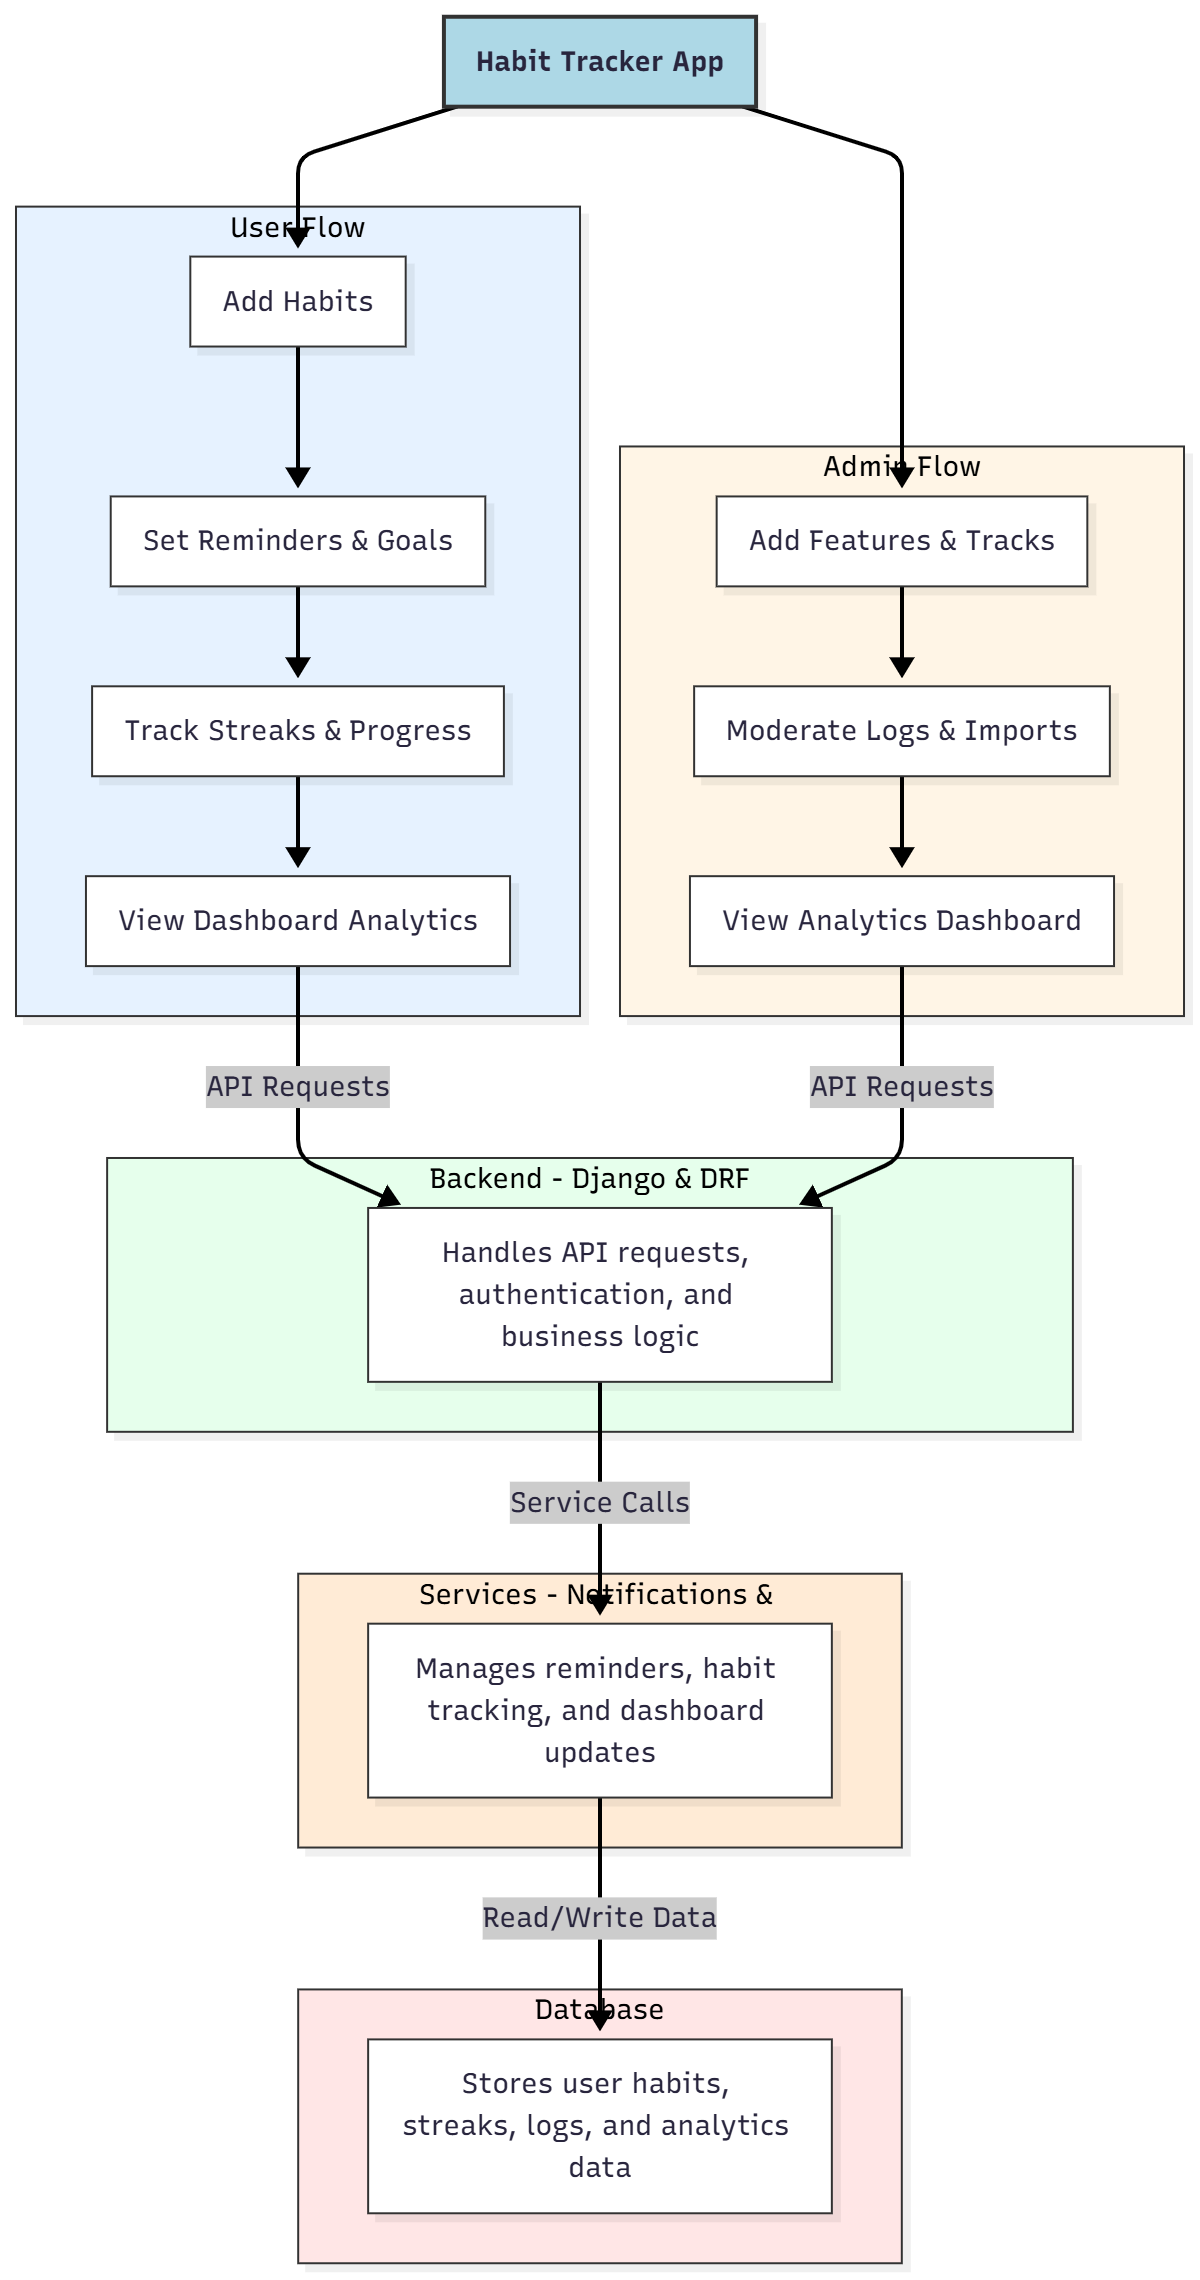 Habit Tracker App
User Flow
Add Habits
Set Reminders & Goals
Track Streaks & Progress
View Dashboard Analytics
Admin Flow
Add Features & Tracks
Moderate Logs & Imports
View Analytics Dashboard
API Requests
API Requests
Backend - Django & DRF
Handles API requests,
authentication, and
business logic
Service Calls
Services - Notifications &
Manages reminders, habit
tracking, and dashboard
updates
Read/Write Data
Database
Stores user habits,
streaks, logs, and analytics
data